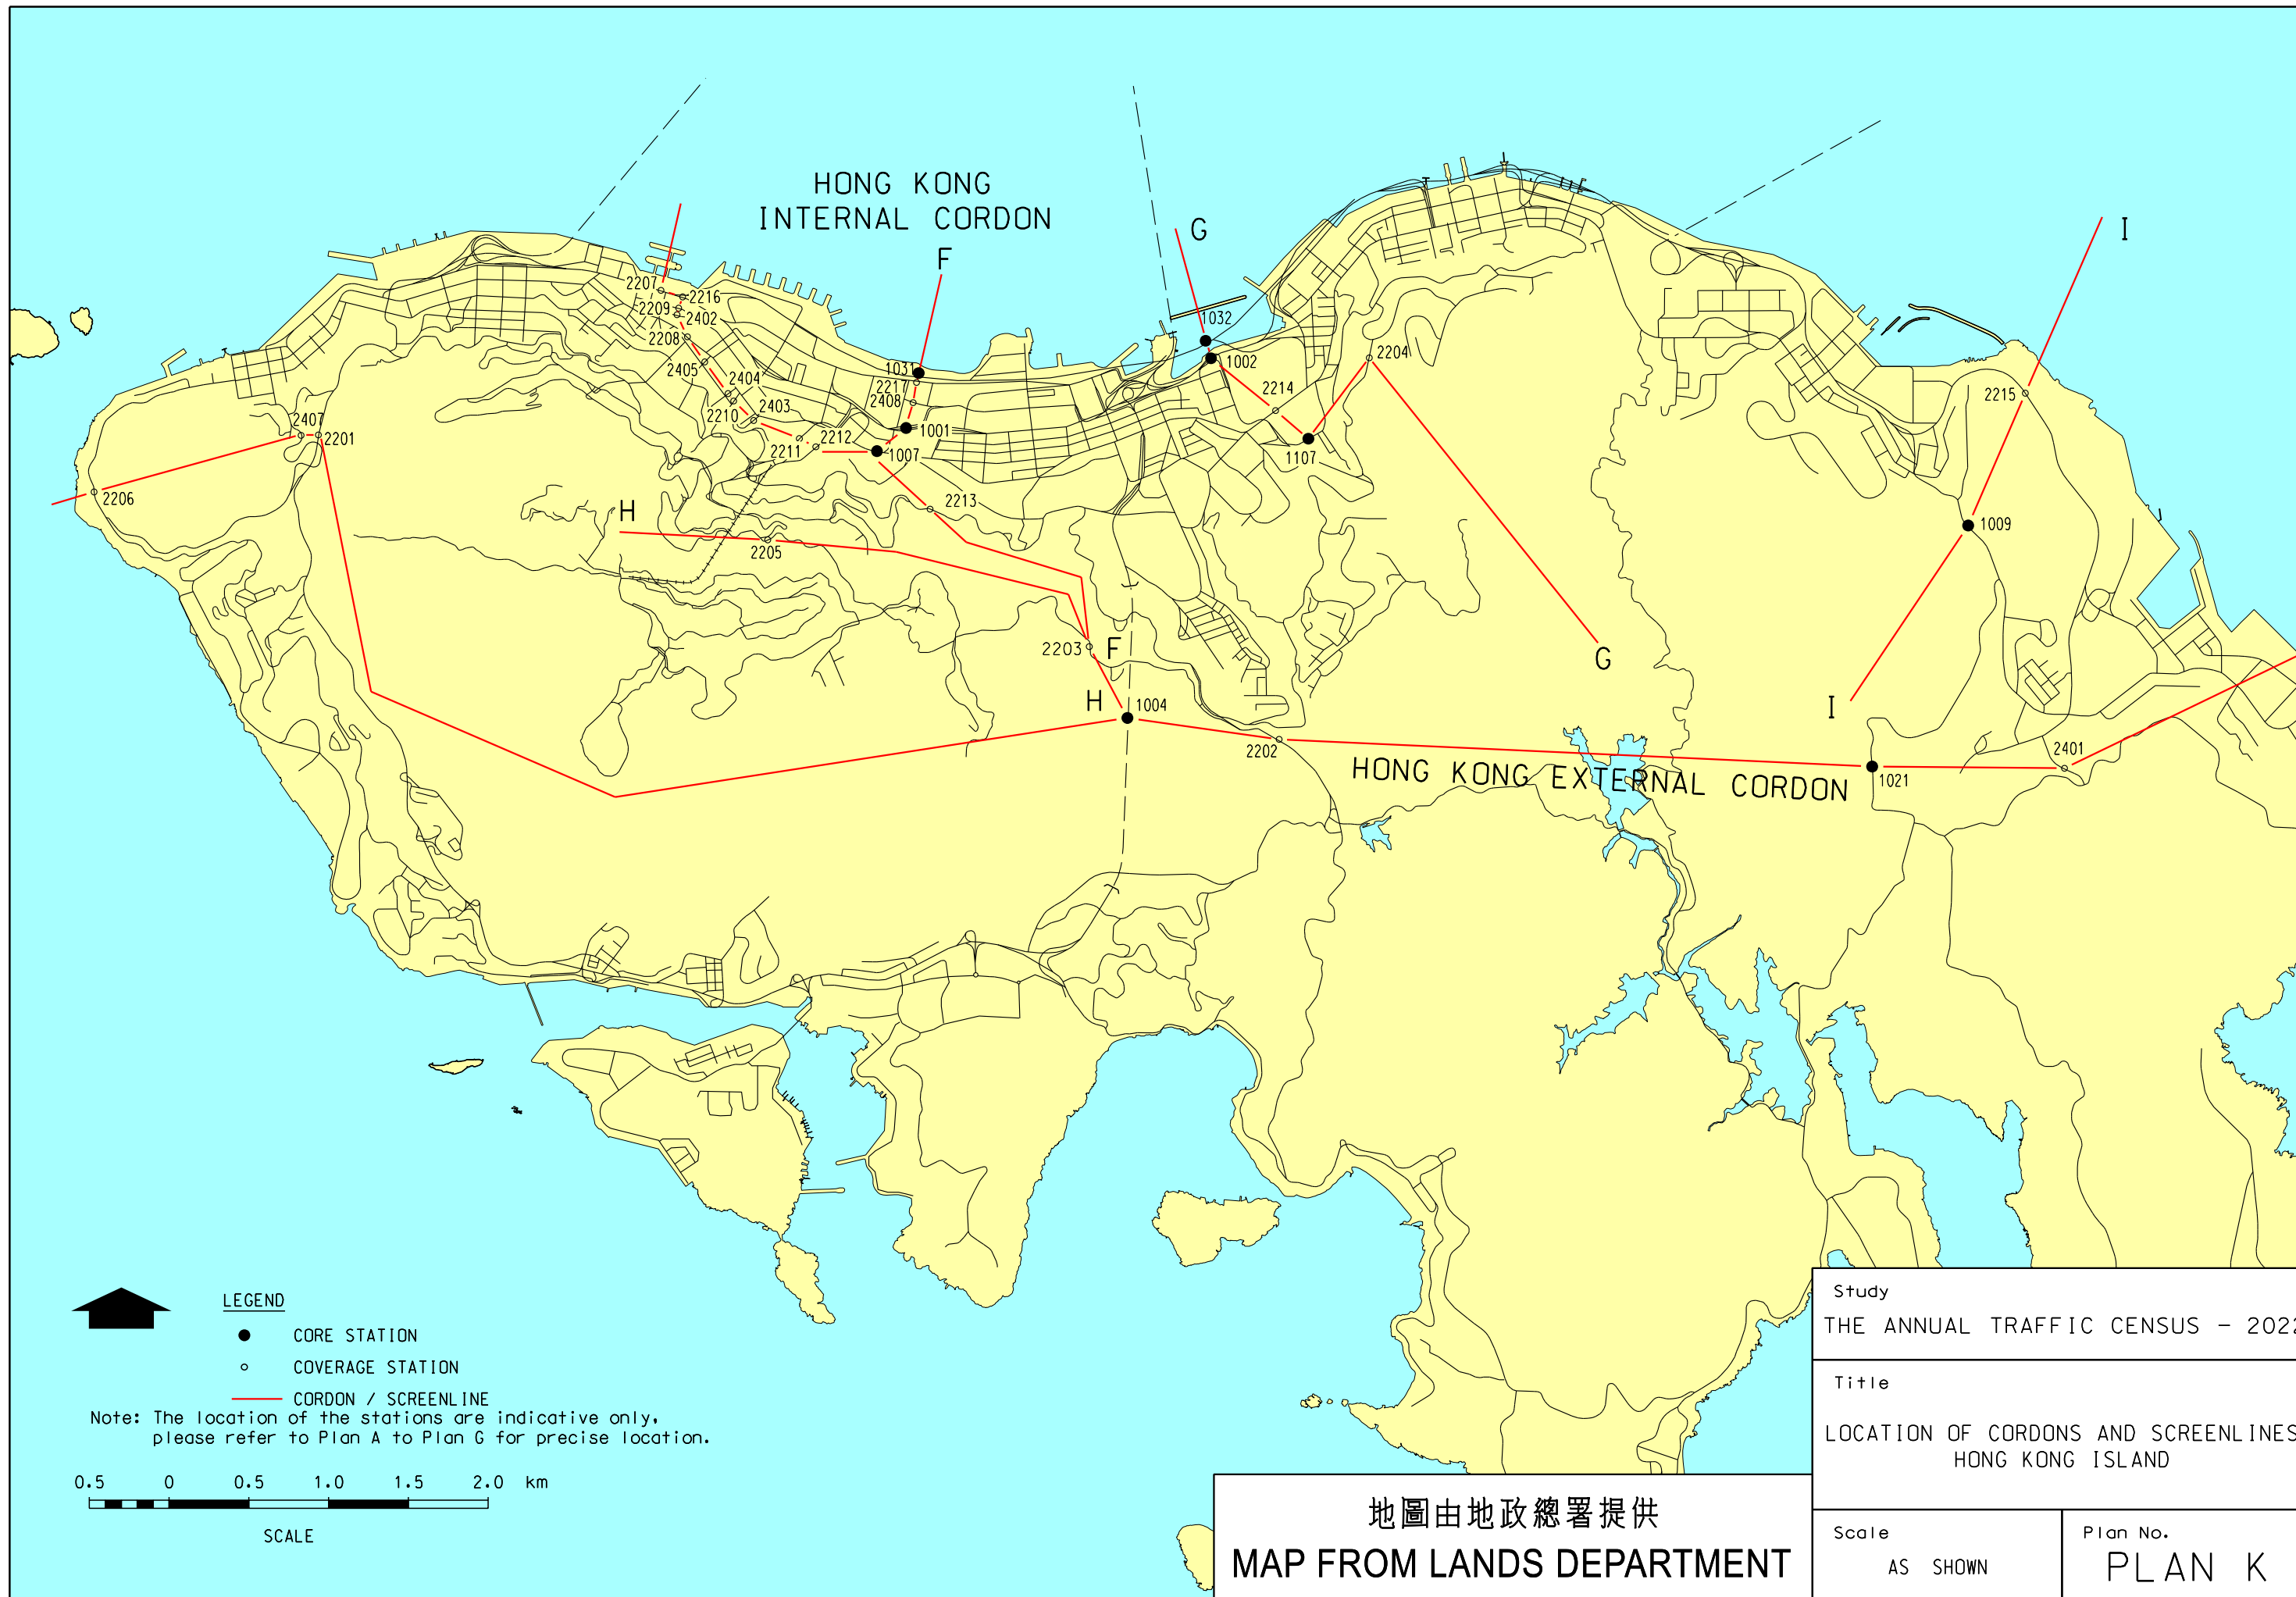 HONG KONG
INTERNAL CORDON
F
G
I
2207
2216
2209
2402
2208
2405
2404
2210
2403
2211
2212
1031
2217
2408
1001
1007
1032
1002
2204
2214
1107
2215
2407
2201
2206
H
2205
2213
1009
2203
F
G
H
1004
I
2202
2401
HONG KONG EXTERNAL CORDON
1021
LEGEND
CORE STATION
COVERAGE STATION
CORDON / SCREENLINE
Note: The location of the stations are indicative only,
please refer to Plan A to Plan G for precise location.
0.5 0 0.5 1.0 1.5 2.0 km
SCALE
地圖由地政總署提供
MAP FROM LANDS DEPARTMENT
Study
THE ANNUAL TRAFFIC CENSUS - 2022
Title
LOCATION OF CORDONS AND SCREENLINES
HONG KONG ISLAND
Scale
AS SHOWN
Plan No.
PLAN K